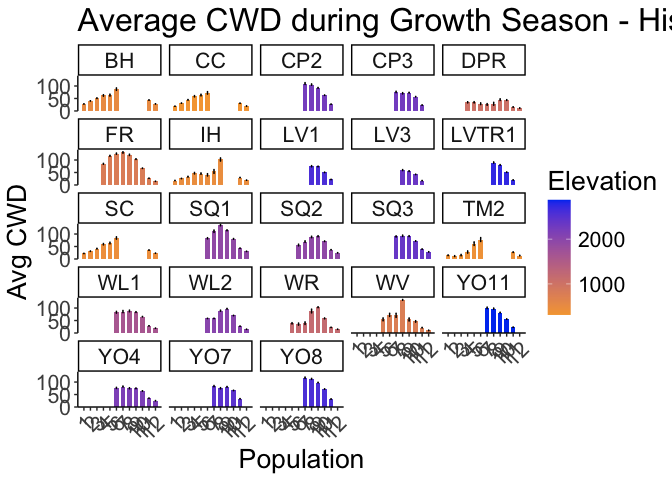 Average CWD during Growth Season - His
BH CC CP2 CP3 DPR
FR IH LV1 LV3 LVTR1
SC SQ1 SQ2 SQ3 TM2
WL1 WL2 WR WV YO11
YO4 YO7 YO8
100
50
0
100
50
0
100
50
0
100
50
0
100
50
0
Avg CWD
Population
Elevation
2000
1000